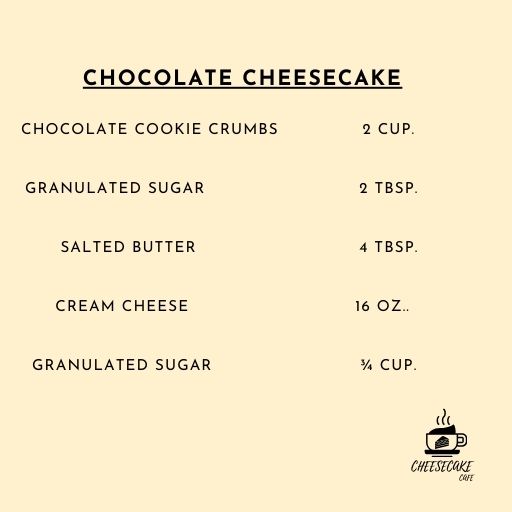 CHOCOLATE CHEESECAKE
CHOCOLATE COOKIE CRUMBS 2 CUP.
GRANULATED SUGAR 2 TBSP.
SALTED BUTTER 4 TBSP.
CREAM CHEESE 16 OZ..
GRANULATED SUGAR ¾ CUP.
CHEESECAKE
CAFE